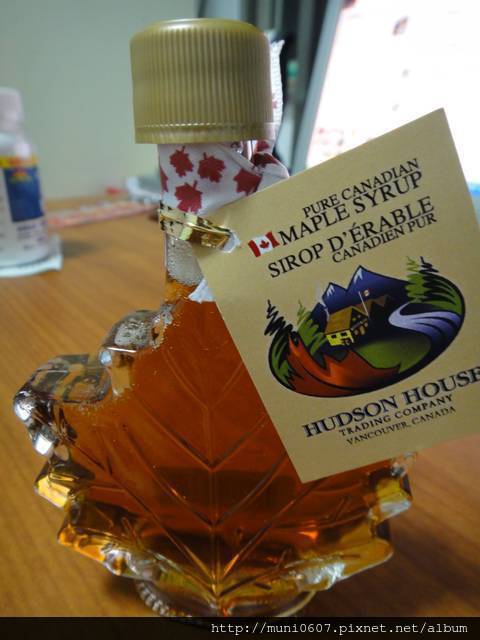 PURE CANADIAN
MAPLE SYRUP
SIROP D'ÉRABLE
CANADIEN PUR
HUDSON HOUSE
TRADING COMPANY
VANCOUVER, CANADA
http://muni0607.pixnet.net/album